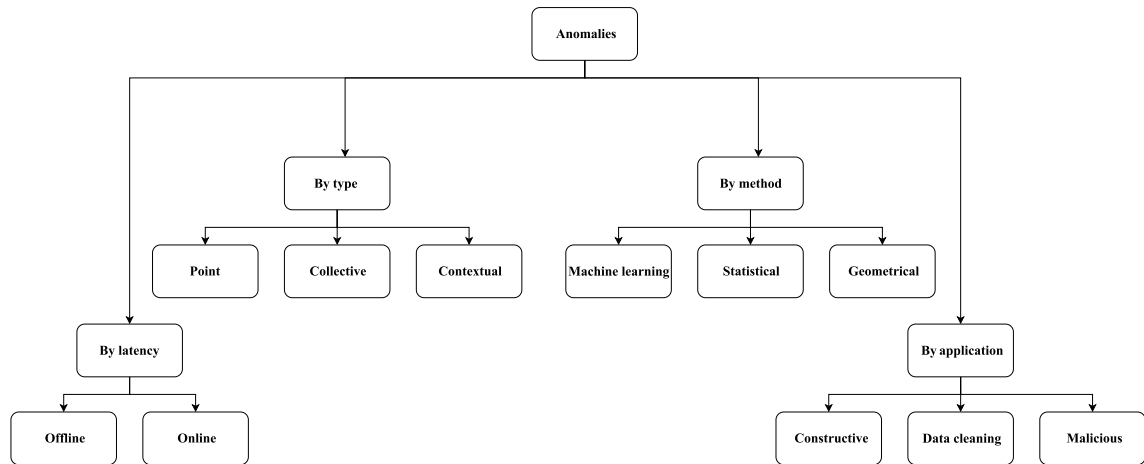 Anomalies
By type
By method
Point
Collective
Contextual
Machine learning
Statistical
Geometrical
By latency
By application
Offline
Online
Constructive
Data cleaning
Malicious